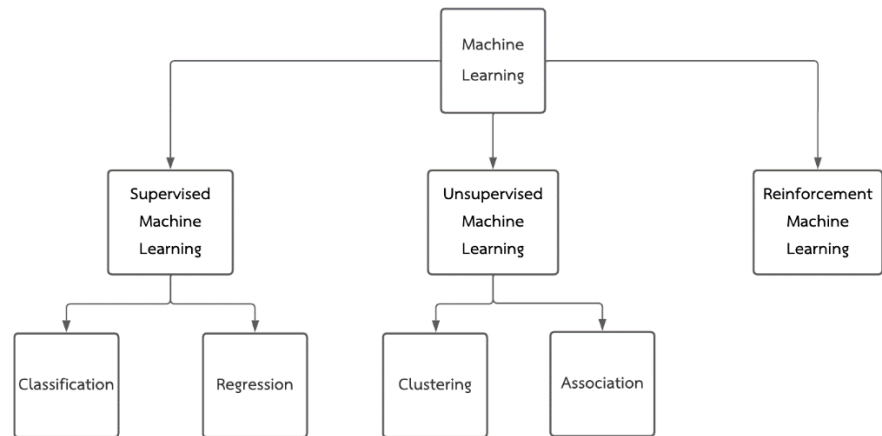 Machine
Learning
Supervised
Machine
Learning
Unsupervised
Machine
Learning
Reinforcement
Machine
Learning
Classification
Regression
Clustering
Association